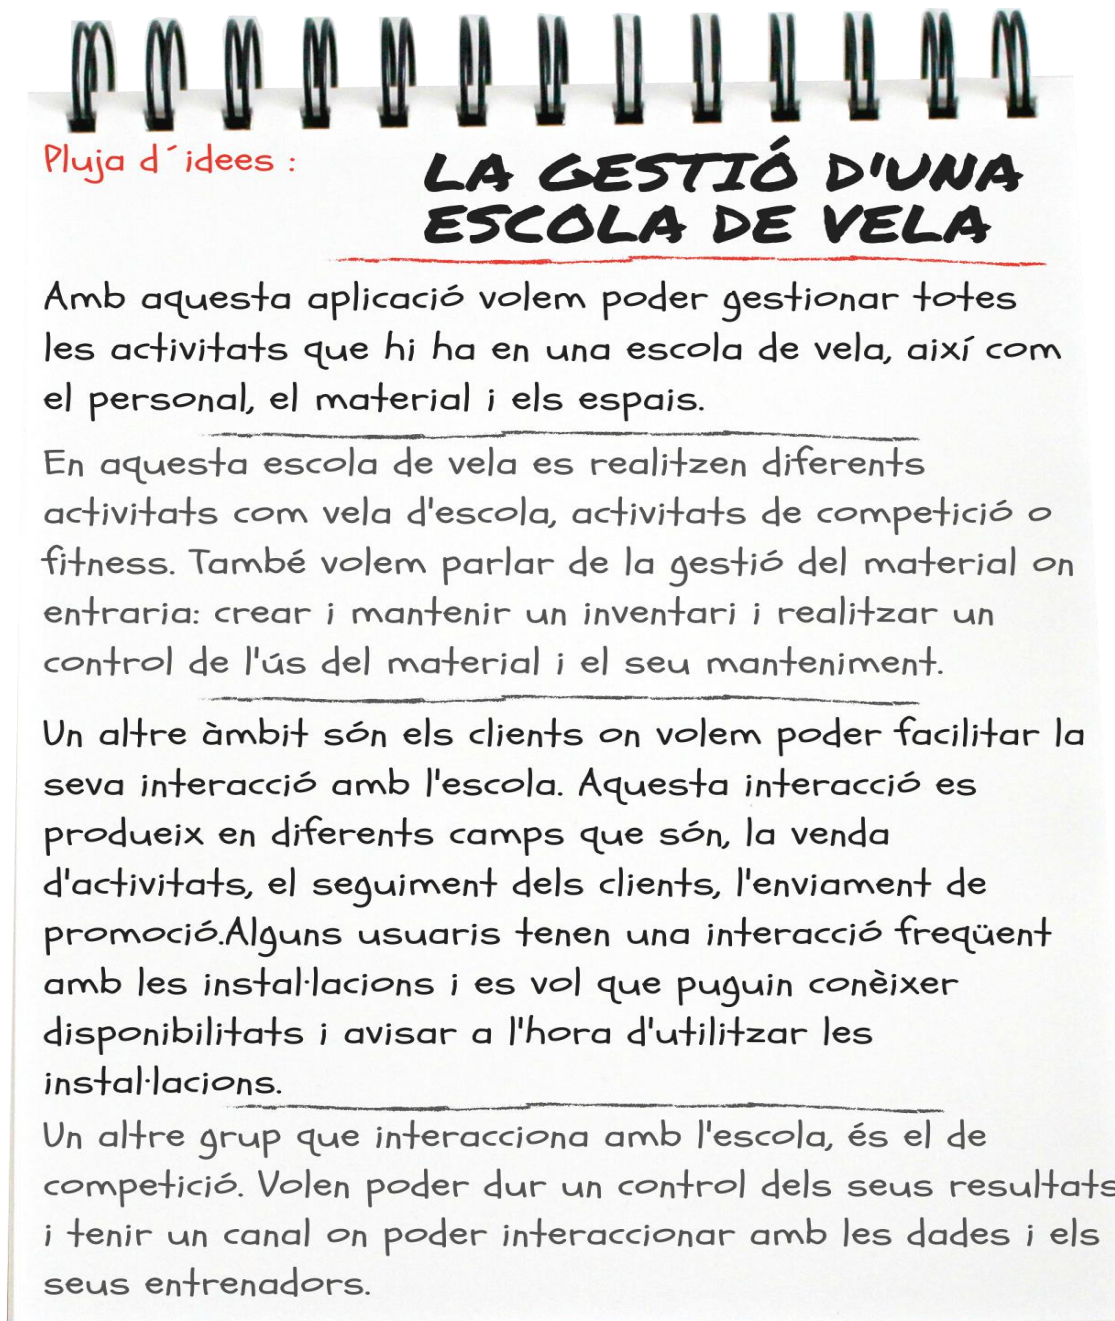 Pluja d´idees :
LA GESTIÓ D'UNA
ESCOLA DE VELA
Amb aquesta aplicació volem poder gestionar totes
les activitats que hi ha en una escola de vela, així com
el personal, el material i els espais.
En aquesta escola de vela es realitzen diferents
activitats com vela d'escola, activitats de competició o
fitness. També volem parlar de la gestió del material on
entraria: crear i mantenir un inventari i realitzar un
control de l'ús del material i el seu manteniment.
Un altre àmbit són els clients on volem poder facilitar la
seva interacció amb l'escola. Aquesta interacció es
produeix en diferents camps que són, la venda
d'activitats, el seguiment dels clients, l'enviament de
promoció.Alguns usuaris tenen una interacció freqüent
amb les instal·lacions i es vol que puguin conèixer
disponibilitats i avisar a l'hora d'utilitzar les
instal·lacions.
Un altre grup que interacciona amb l'escola, és el de
competició. Volen poder dur un control dels seus resultats
i tenir un canal on poder interaccionar amb les dades i els
seus entrenadors.